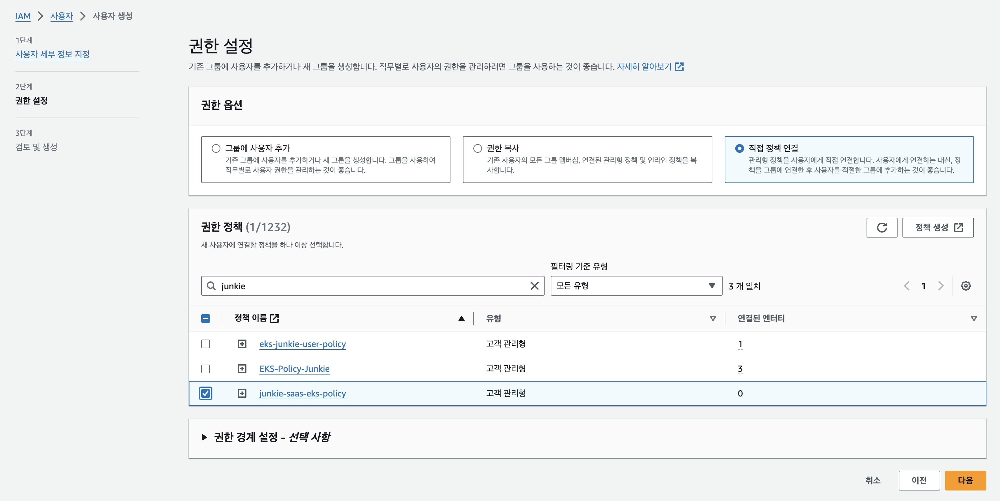 IAM > 사용자 > 사용자 생성
1단계
사용자 세부 정보 지정
2단계
권한 설정
3단계
검토 및 생성
권한 설정
기존 그룹에 사용자를 추가하거나 새 그룹을 생성합니다. 직무별로 사용자의 권한을 관리하려면 그룹을 사용하는 것이 좋습니다. 자세히 알아보기
권한 옵션
그룹에 사용자 추가
기존 그룹에 사용자를 추가하거나 새 그룹을 생성합니다. 그룹을 사용하여
직무별로 사용자 권한을 관리하는 것이 좋습니다.
권한 복사
기존 사용자의 모든 그룹 멤버십, 연결된 관리형 정책 및 인라인 정책을 복
사합니다.
직접 정책 연결
관리형 정책을 사용자에게 직접 연결합니다. 사용자에게 연결하는 대신, 정
책을 그룹에 연결한 후 사용자를 적절한 그룹에 추가하는 것이 좋습니다.
권한 정책 (1/1232)
정책 생성
새 사용자에 연결할 정책을 하나 이상 선택합니다.
필터링 기준 유형
junkie 모든 유형 3 개 일치 1
정책 이름 유형 연결된 엔터티
eks-junkie-user-policy 고객 관리형 1
EKS-Policy-Junkie 고객 관리형 3
junkie-saas-eks-policy 고객 관리형 0
권한 경계 설정 - 선택 사항
취소 이전 다음